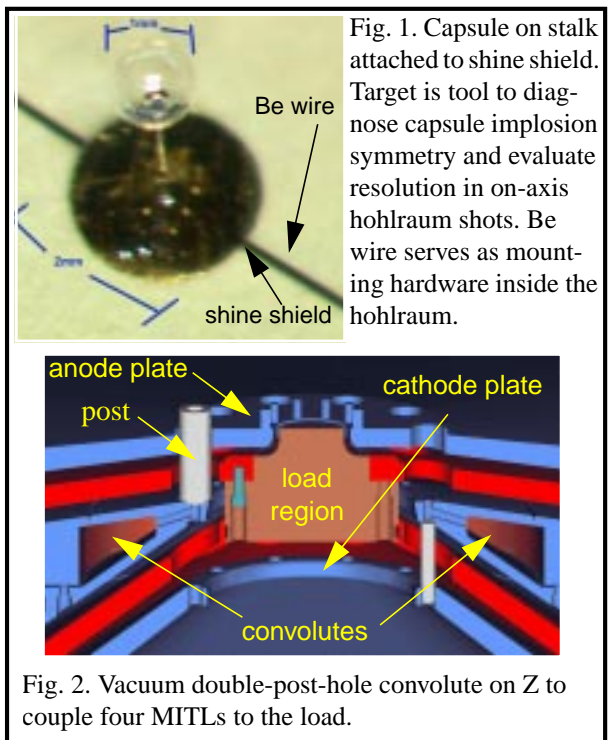 1mm
Be wire
2mm
shine shield
Fig. 1. Capsule on stalk
attached to shine shield.
Target is tool to diag-
nose capsule implosion
symmetry and evaluate
resolution in on-axis
hohlraum shots. Be
wire serves as mount-
ing hardware inside the
hohlraum.
anode plate
cathode plate
post
load
region
convolutes
Fig. 2. Vacuum double-post-hole convolute on Z to
couple four MITLs to the load.